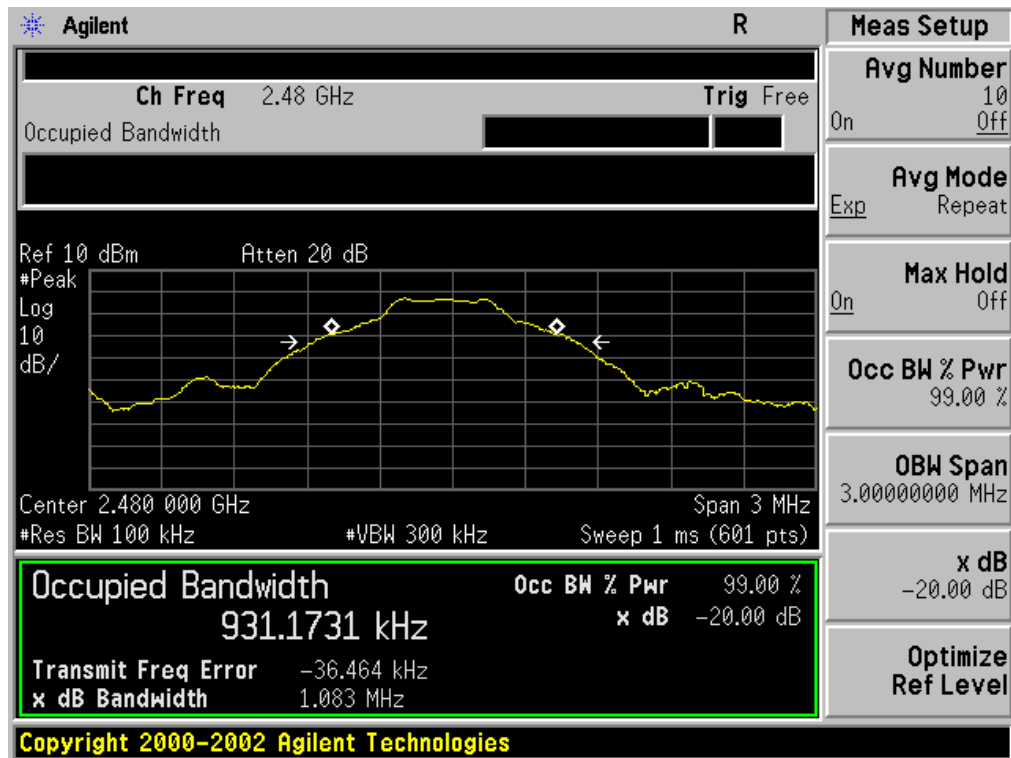 Agilent R Meas Setup
Ch Freq 2.48 GHz Trig Free
Occupied Bandwidth
Ref 10 dBm Atten 20 dB
#Peak
Log
10
dB/
Center 2.480 000 GHz Span 3 MHz
#Res BW 100 kHz #VBW 300 kHz Sweep 1 ms (601 pts)
Occupied Bandwidth Occ BW % Pwr 99.00 %
931.1731 kHz x dB -20.00 dB
Transmit Freq Error -36.464 kHz
x dB Bandwidth 1.083 MHz
Copyright 2000-2002 Agilent Technologies
Avg Number
10
On Off
Avg Mode
Exp Repeat
Max Hold
On Off
Occ BW % Pwr
99.00 %
OBW Span
3.00000000 MHz
x dB
-20.00 dB
Optimize
Ref Level